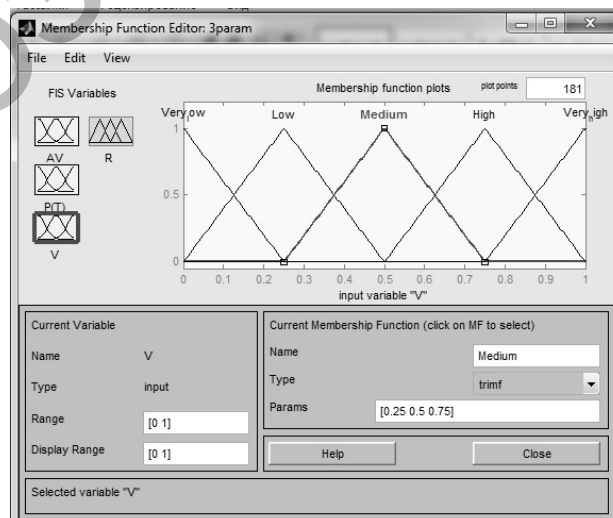 Membership Function Editor: 3param
File Edit View
FIS Variables
Membership function plots
plot points:
181
Very_low Low Medium High Very_high
AV
R
P(T)
V
1
0.5
0
0 0.1 0.2 0.3 0.4 0.5 0.6 0.7 0.8 0.9 1
input variable "V"
Current Variable
Name V
Type input
Range [0 1]
Display Range [0 1]
Current Membership Function (click on MF to select)
Name Medium
Type trimf
Params [0.25 0.5 0.75]
Help
Close
Selected variable "V"